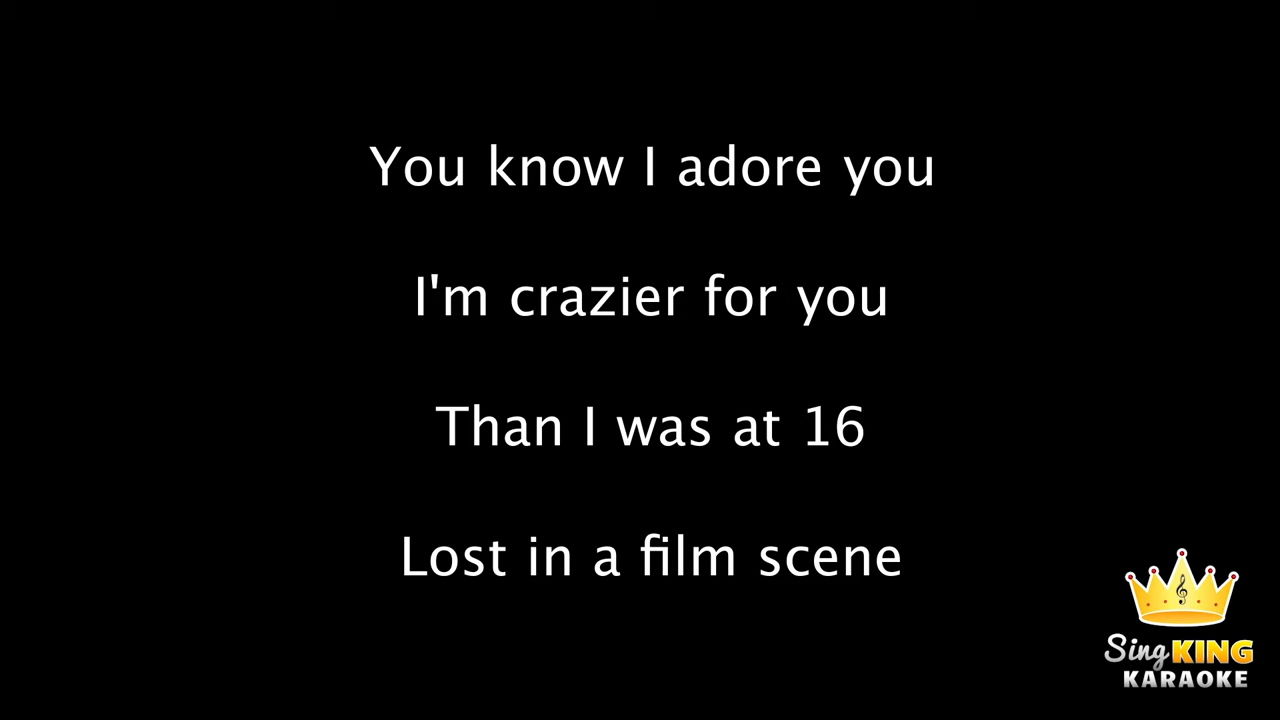 You know I adore you
I'm crazier for you
Than I was at 16
Lost in a film scene
Sing KING
KARAOKE